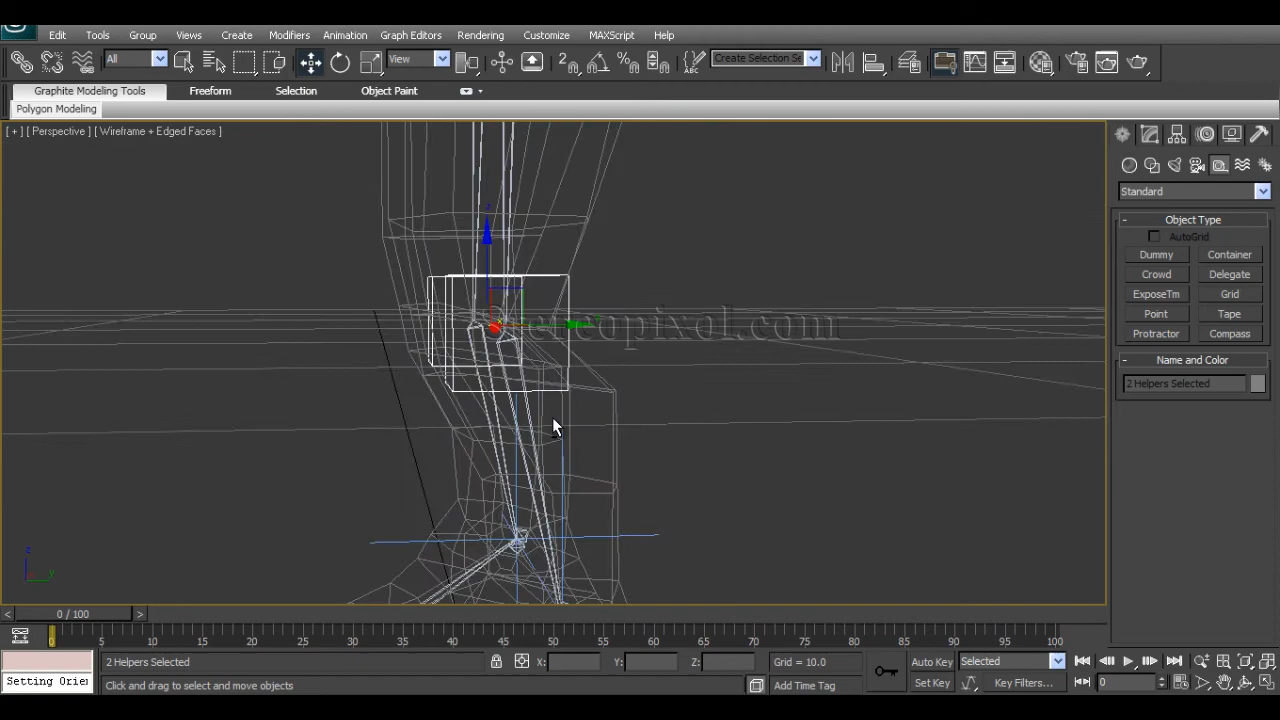 Edit Tools Group Views Create Modifiers Animation Graph Editors Rendering Customize MAXScript Help
All View Create Selection Se
Graphite Modeling Tools Freeform Selection Object Paint
Polygon Modeling
[ + ] [ Perspective ] [ Wireframe + Edged Faces ]
Standard
- Object Type
AutoGrid
Dummy Container
Crowd Delegate
ExposeTm Grid
Point Tape
Protractor Compass
- Name and Color
2 Helpers Selected
stereopixol.com
z
z
y
< 0 / 100 >
0 5 10 15 20 25 30 35 40 45 50 55 60 65 70 75 80 85 90 95 100
2 Helpers Selected X: Y: Z: Grid = 10.0 Auto Key Selected
Setting Orie Click and drag to select and move objects Add Time Tag Set Key Key Filters... 0